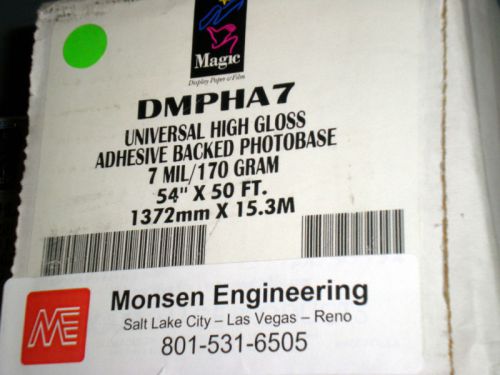 Magic
Display Paper & Film
DMPHA7
UNIVERSAL HIGH GLOSS
ADHESIVE BACKED PHOTOBASE
7 MIL/170 GRAM
54" X 50 FT.
1372mm X 15.3M
ME
Monsen Engineering
Salt Lake City – Las Vegas – Reno
801-531-6505